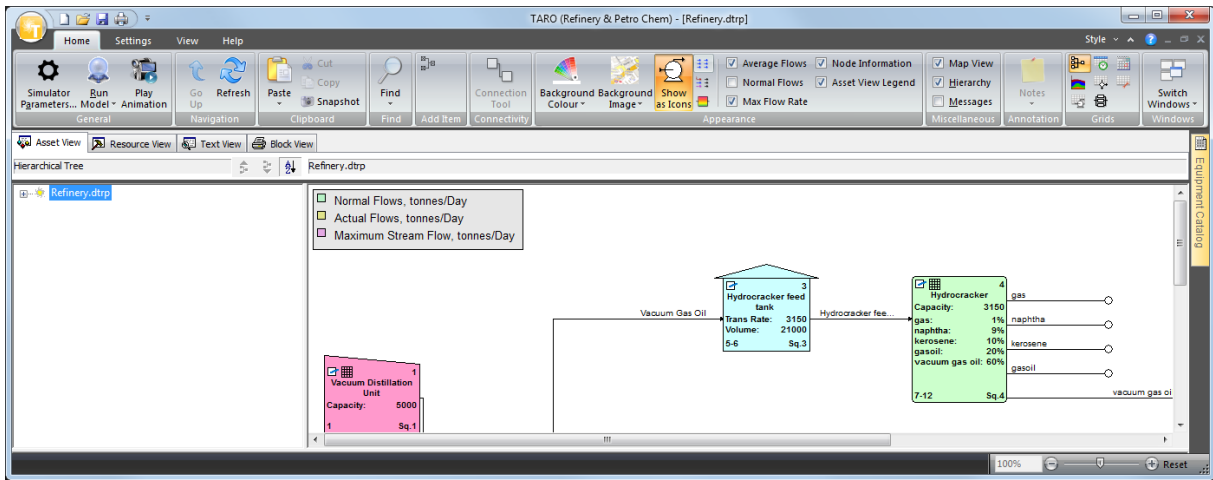 TARO (Refinery & Petro Chem) - [Refinery.dtrp]
Home Settings View Help Style
Simulator Parameters...
Run Model
Play Animation
General
Go Up
Refresh
Navigation
Paste
Cut
Copy
Snapshot
Clipboard
Find
Find
Add Item
Connection Tool
Connectivity
Background Colour
Background Image
Show as Icons
Average Flows
Normal Flows
Max Flow Rate
Node Information
Asset View Legend
Appearance
Map View
Hierarchy
Messages
Miscellaneous
Notes
Annotation
Grids
Switch Windows
Windows
Asset View Resource View Text View Block View
Hierarchical Tree
Refinery.dtrp
Refinery.dtrp
Equipment Catalog
Normal Flows, tonnes/Day
Actual Flows, tonnes/Day
Maximum Stream Flow, tonnes/Day
1
Vacuum Distillation
Unit
Capacity: 5000
1 Sq.1
Vacuum Gas Oil
3
Hydrocracker feed
tank
Trans Rate: 3150
Volume: 21000
5-6 Sq.3
Hydrocracker fee...
4
Hydrocracker
Capacity: 3150
gas: 1%
naphtha: 9%
kerosene: 10%
gasoil: 20%
vacuum gas oil: 60%
7-12 Sq.4
gas
naphtha
kerosene
gasoil
vacuum gas oi
100% Reset